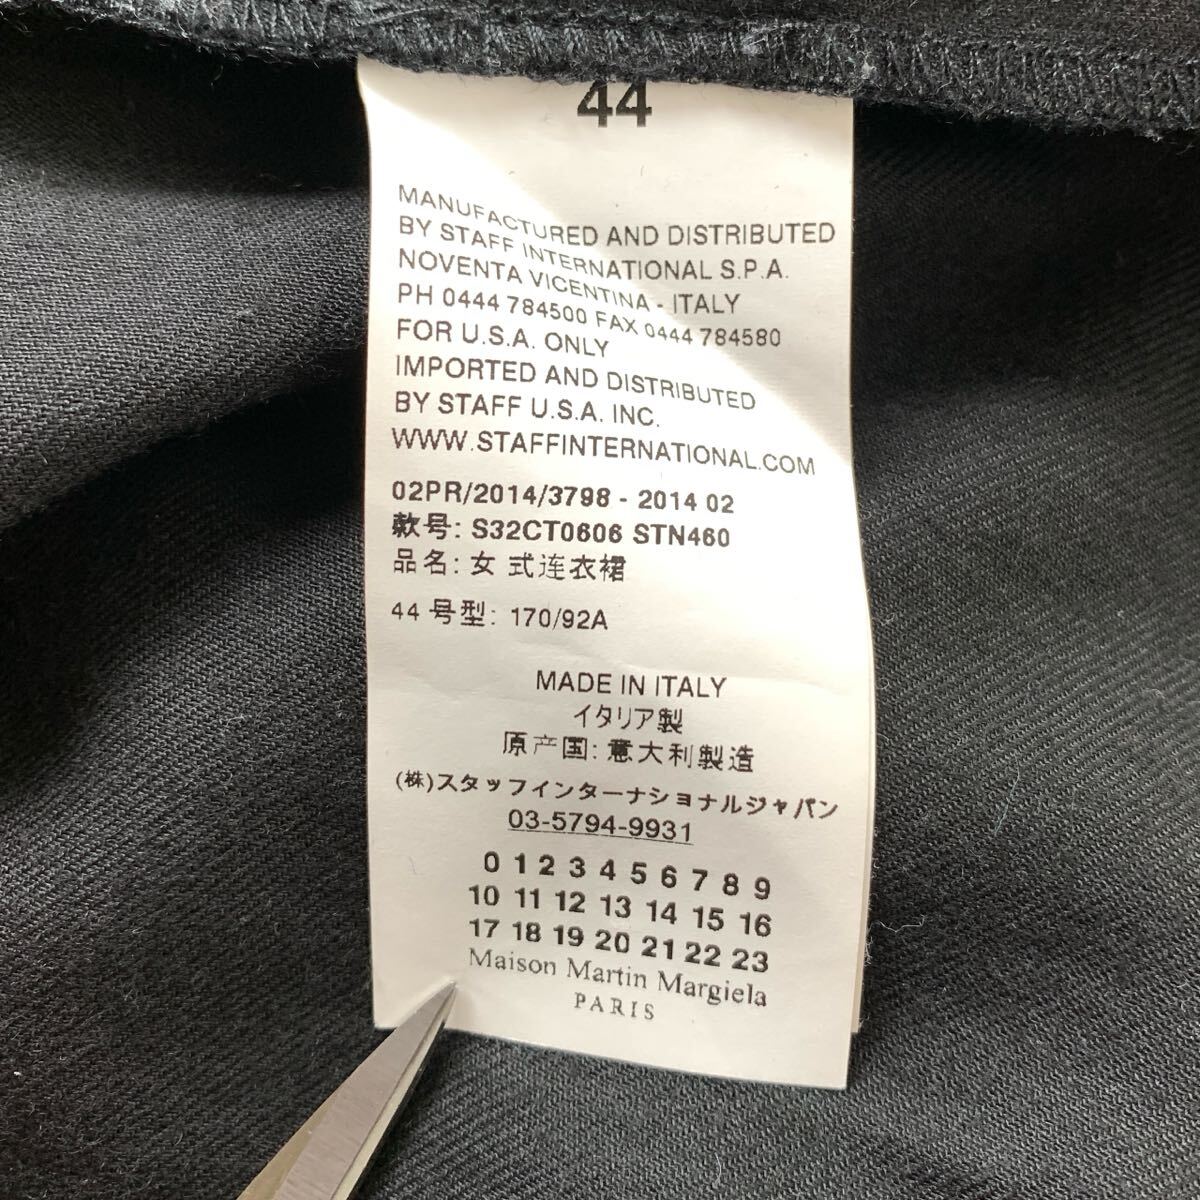 44
MANUFACTURED AND DISTRIBUTED
BY STAFF INTERNATIONAL S.P.A.
NOVENTA VICENTINA - ITALY
PH 0444 784500 FAX 0444 784580
FOR U.S.A. ONLY
IMPORTED AND DISTRIBUTED
BY STAFF U.S.A. INC.
WWW.STAFFINTERNATIONAL.COM
02PR/2014/3798 - 2014 02
款号: S32CT0606 STN460
品名: 女 式连衣裙
44 号型: 170/92A
MADE IN ITALY
イタリア製
原产国: 意大利製造
(株)スタッフインターナショナルジャパン
03-5794-9931
0 1 2 3 4 5 6 7 8 9
10 11 12 13 14 15 16
17 18 19 20 21 22 23
Maison Martin Margiela
PARIS